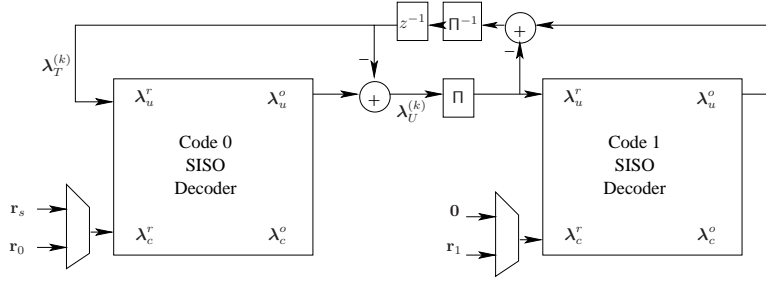 z⁻¹ Π⁻¹ +
− −
λ_T^(k)
λ_u^r λ_u^o + λ_U^(k) Π λ_u^r λ_u^o
Code 0
SISO
Decoder
Code 1
SISO
Decoder
r_s
r_0
λ_c^r λ_c^o
0
r_1
λ_c^r λ_c^o